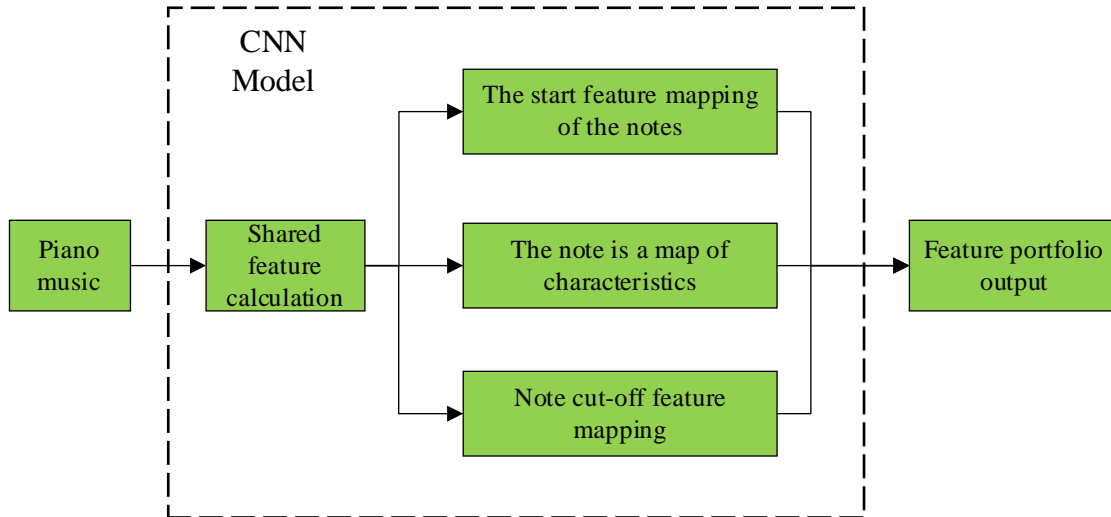 CNN
Model
The start feature mapping
of the notes
Piano
music
Shared
feature
calculation
The note is a map of
characteristics
Feature portfolio
output
Note cut-off feature
mapping